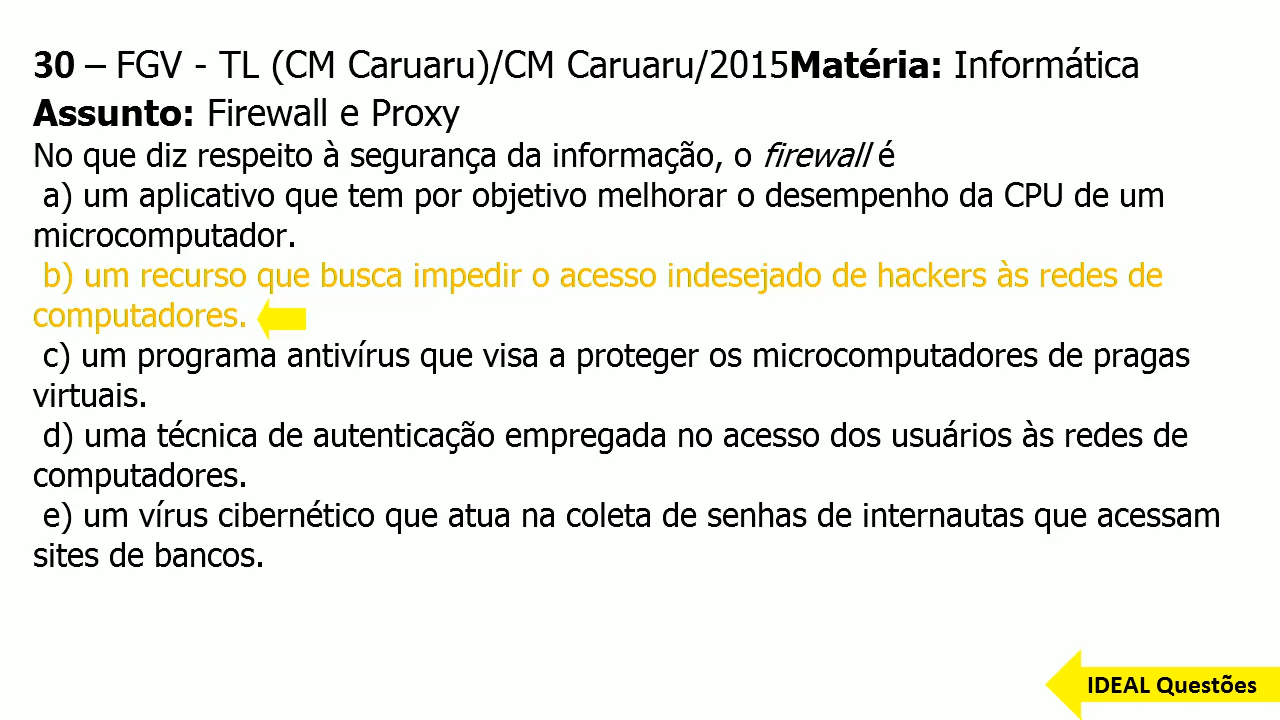 30 – FGV - TL (CM Caruaru)/CM Caruaru/2015Matéria: Informática
Assunto: Firewall e Proxy
No que diz respeito à segurança da informação, o firewall é
a) um aplicativo que tem por objetivo melhorar o desempenho da CPU de um
microcomputador.
b) um recurso que busca impedir o acesso indesejado de hackers às redes de
computadores.
c) um programa antivírus que visa a proteger os microcomputadores de pragas
virtuais.
d) uma técnica de autenticação empregada no acesso dos usuários às redes de
computadores.
e) um vírus cibernético que atua na coleta de senhas de internautas que acessam
sites de bancos.
IDEAL Questões